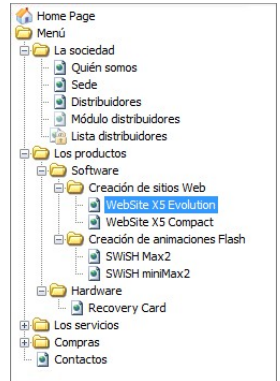 Home Page
Menú
La sociedad
Quién somos
Sede
Distribuidores
Módulo distribuidores
Lista distribuidores
Los productos
Software
Creación de sitios Web
WebSite X5 Evolution
WebSite X5 Compact
Creación de animaciones Flash
SWiSH Max2
SWiSH miniMax2
Hardware
Recovery Card
Los servicios
Compras
Contactos